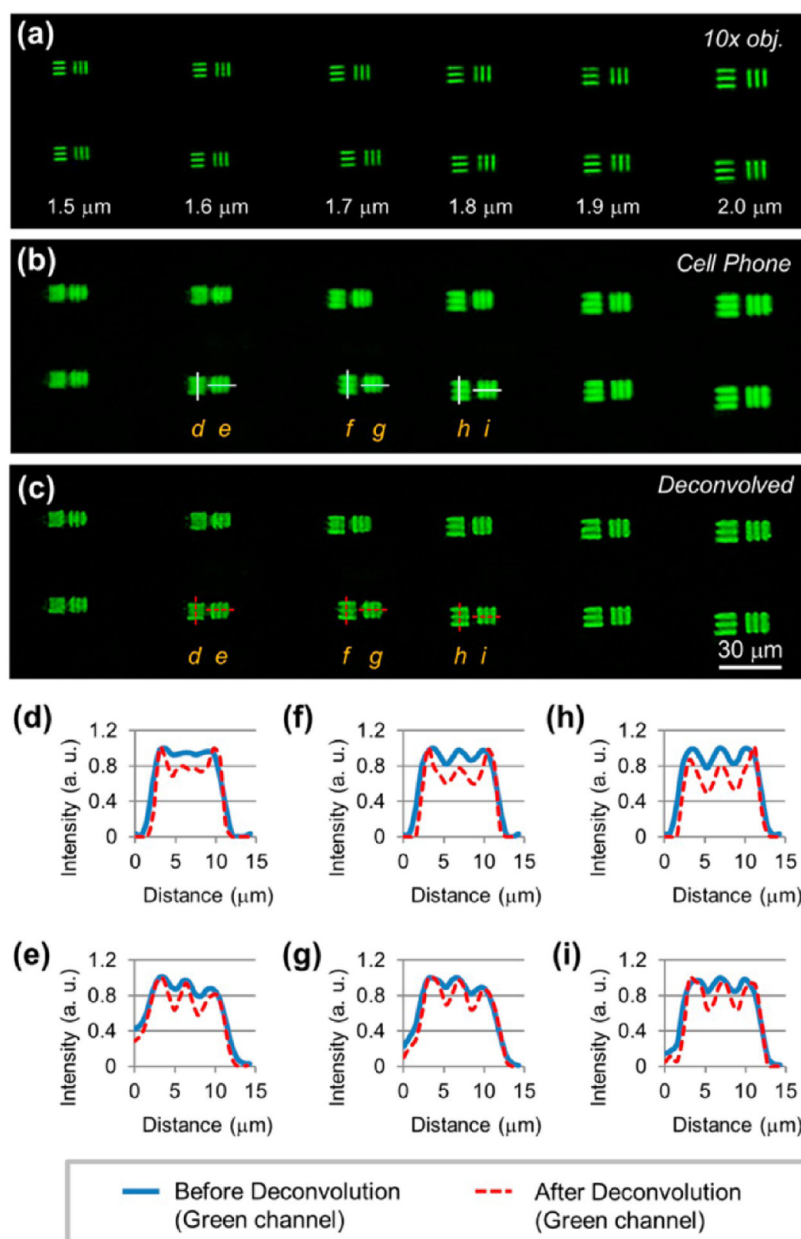 (a)
10x obj.
1.5 μm 1.6 μm 1.7 μm 1.8 μm 1.9 μm 2.0 μm
(b)
Cell Phone
d e f g h i
(c)
Deconvolved
d e f g h i
30 μm
(d) (f) (h)
Intensity (a. u.) 1.2 0.8 0.4 0 Intensity (a. u.) 1.2 0.8 0.4 0 Intensity (a. u.) 1.2 0.8 0.4 0
0 5 10 15 0 5 10 15 0 5 10 15
Distance (μm) Distance (μm) Distance (μm)
(e) (g) (i)
Intensity (a. u.) 1.2 0.8 0.4 0 Intensity (a. u.) 1.2 0.8 0.4 0 Intensity (a. u.) 1.2 0.8 0.4 0
0 5 10 15 0 5 10 15 0 5 10 15
Distance (μm) Distance (μm) Distance (μm)
Before Deconvolution After Deconvolution
(Green channel) (Green channel)